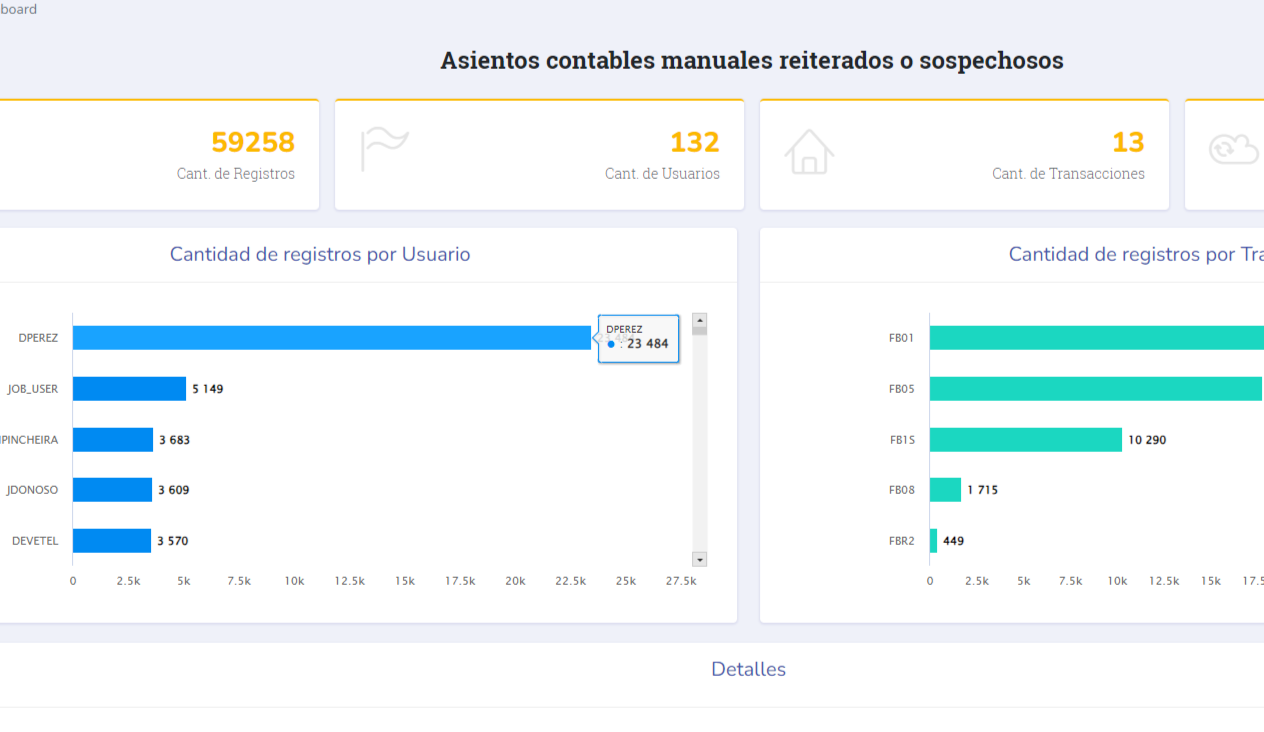 board
Asientos contables manuales reiterados o sospechosos
59258
Cant. de Registros
132
Cant. de Usuarios
13
Cant. de Transacciones
Cantidad de registros por Usuario
DPEREZ
DPEREZ
: 23 484
JOB_USER
5 149
PINCHEIRA
3 683
JDONOSO
3 609
DEVETEL
3 570
0 2.5k 5k 7.5k 10k 12.5k 15k 17.5k 20k 22.5k 25k 27.5k
Cantidad de registros por Tra
FB01
FB05
FB1S
10 290
FB08
1 715
FBR2
449
0 2.5k 5k 7.5k 10k 12.5k 15k 17.5
Detalles